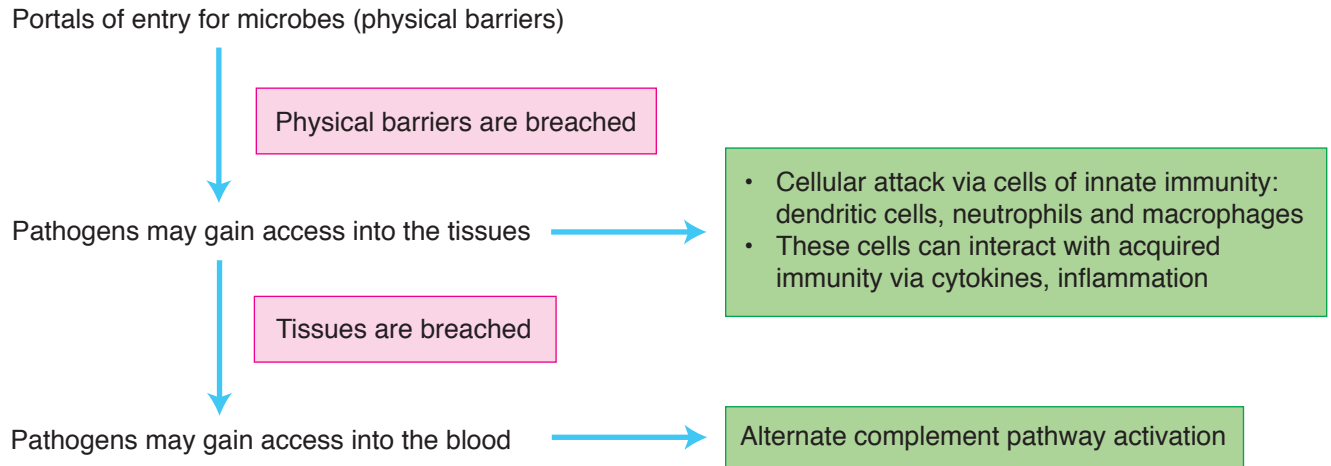 Portals of entry for microbes (physical barriers)
Physical barriers are breached
• Cellular attack via cells of innate immunity:
dendritic cells, neutrophils and macrophages
• These cells can interact with acquired
immunity via cytokines, inflammation
Pathogens may gain access into the tissues
Tissues are breached
Pathogens may gain access into the blood
Alternate complement pathway activation